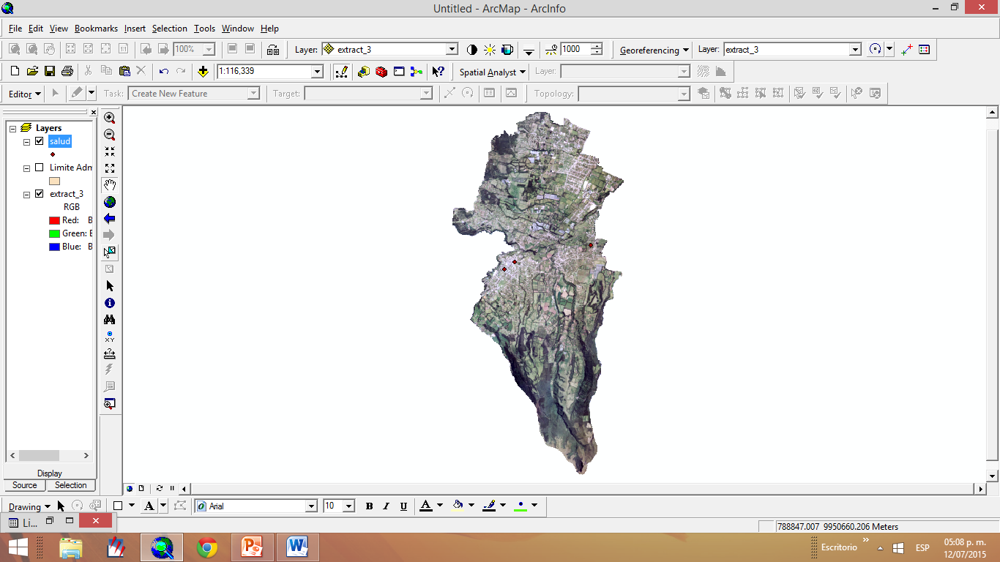 Untitled - ArcMap - ArcInfo
File Edit View Bookmarks Insert Selection Tools Window Help
1:1 100% Layer: extract_3 1000 Georeferencing Layer: extract_3
1:116,339 Spatial Analyst Layer:
Editor Task: Create New Feature Target: Topology:
Layers
salud
Limite Adm
extract_3
RGB
Red: B
Green: B
Blue: B
XY
Display
Source Selection
Drawing A Arial 10 B I U A
Li...
788847.007 9950660.206 Meters
Escritorio ESP 05:08 p. m.
12/07/2015